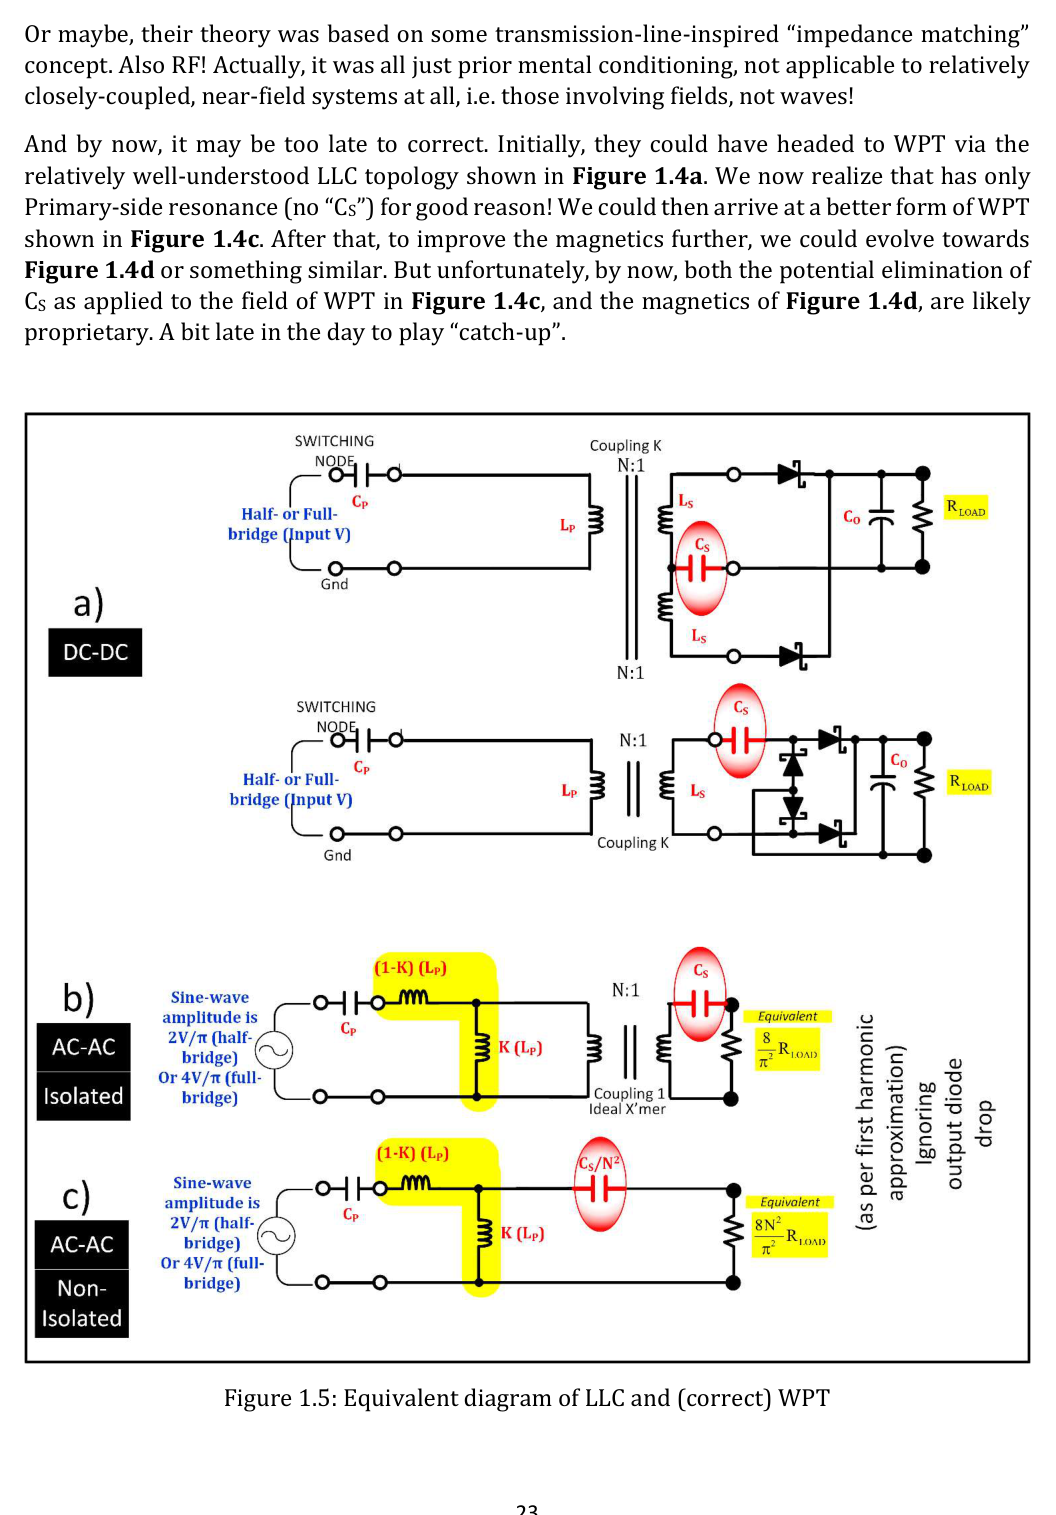 Or maybe, their theory was based on some transmission-line-inspired “impedance matching”
concept. Also RF! Actually, it was all just prior mental conditioning, not applicable to relatively
closely-coupled, near-field systems at all, i.e. those involving fields, not waves!
And by now, it may be too late to correct. Initially, they could have headed to WPT via the
relatively well-understood LLC topology shown in Figure 1.4a. We now realize that has only
Primary-side resonance (no “CS”) for good reason! We could then arrive at a better form of WPT
shown in Figure 1.4c. After that, to improve the magnetics further, we could evolve towards
Figure 1.4d or something similar. But unfortunately, by now, both the potential elimination of
CS as applied to the field of WPT in Figure 1.4c, and the magnetics of Figure 1.4d, are likely
proprietary. A bit late in the day to play “catch-up”.
a)
DC-DC
SWITCHING
NODE
CP
Half- or Full-
bridge (Input V)
Gnd
LP
Coupling K
N:1
N:1
LS
CS
LS
CO
RLOAD
SWITCHING
NODE
CP
Half- or Full-
bridge (Input V)
Gnd
LP
N:1
Coupling K
LS
CS
CO
RLOAD
b)
AC-AC
Isolated
Sine-wave
amplitude is
2V/π (half-
bridge)
Or 4V/π (full-
bridge)
CP
(1-K) (LP)
K (LP)
N:1
Coupling 1
Ideal X’mer
CS
Equivalent
8/π² RLOAD
c)
AC-AC
Non-
Isolated
Sine-wave
amplitude is
2V/π (half-
bridge)
Or 4V/π (full-
bridge)
CP
(1-K) (LP)
K (LP)
CS/N²
Equivalent
8N²/π² RLOAD
(as per first harmonic
approximation)
Ignoring
output diode
drop
Figure 1.5: Equivalent diagram of LLC and (correct) WPT
23